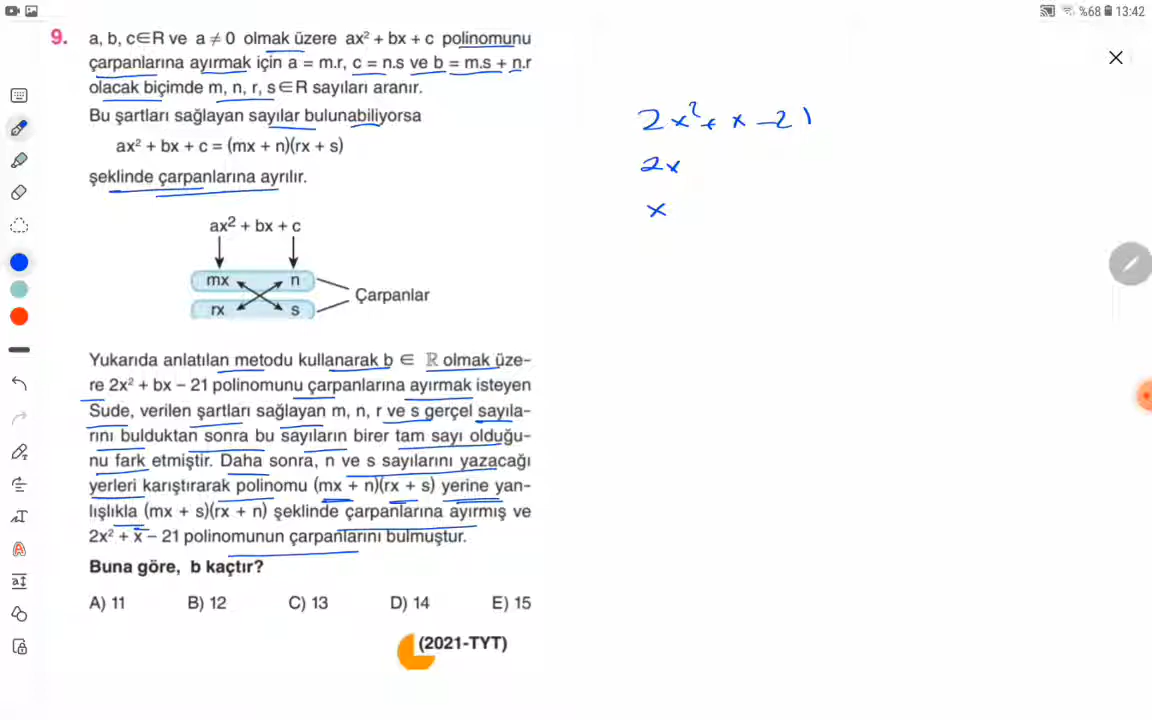 %68 13:42
9. a, b, c∈R ve a ≠ 0 olmak üzere ax² + bx + c polinomunu
çarpanlarına ayırmak için a = m.r, c = n.s ve b = m.s + n.r
olacak biçimde m, n, r, s∈R sayıları aranır.
Bu şartları sağlayan sayılar bulunabiliyorsa
ax² + bx + c = (mx + n)(rx + s)
şeklinde çarpanlarına ayrılır.
ax² + bx + c
mx n
Çarpanlar
rx s
Yukarıda anlatılan metodu kullanarak b ∈ ℝ olmak üze-
re 2x² + bx – 21 polinomunu çarpanlarına ayırmak isteyen
Sude, verilen şartları sağlayan m, n, r ve s gerçel sayıla-
rını bulduktan sonra bu sayıların birer tam sayı olduğu-
nu fark etmiştir. Daha sonra, n ve s sayılarını yazacağı
yerleri karıştırarak polinomu (mx + n)(rx + s) yerine yan-
lışlıkla (mx + s)(rx + n) şeklinde çarpanlarına ayırmış ve
2x² + x – 21 polinomunun çarpanlarını bulmuştur.
Buna göre, b kaçtır?
A) 11 B) 12 C) 13 D) 14 E) 15
(2021-TYT)
2x² + x – 21
2x
x